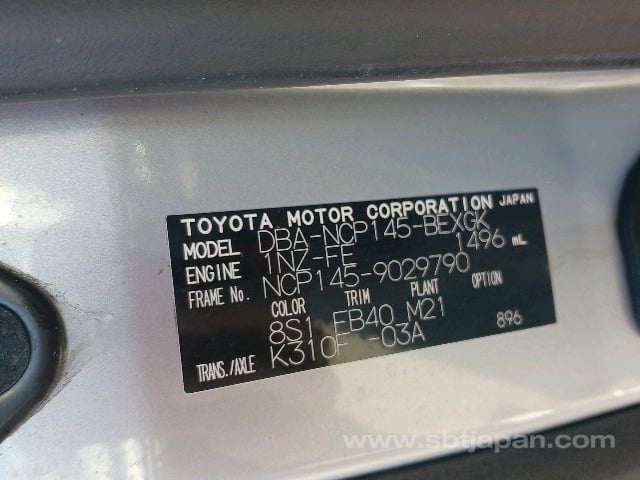 TOYOTA MOTOR CORPORATION JAPAN
MODEL DBA-NCP145-BEXGK
ENGINE 1NZ-FE 1496 mL
FRAME No. NCP145-9029790
COLOR TRIM PLANT OPTION
8S1 EB40 M21
TRANS./AXLE K310F -03A 896
www.sbtjapan.com